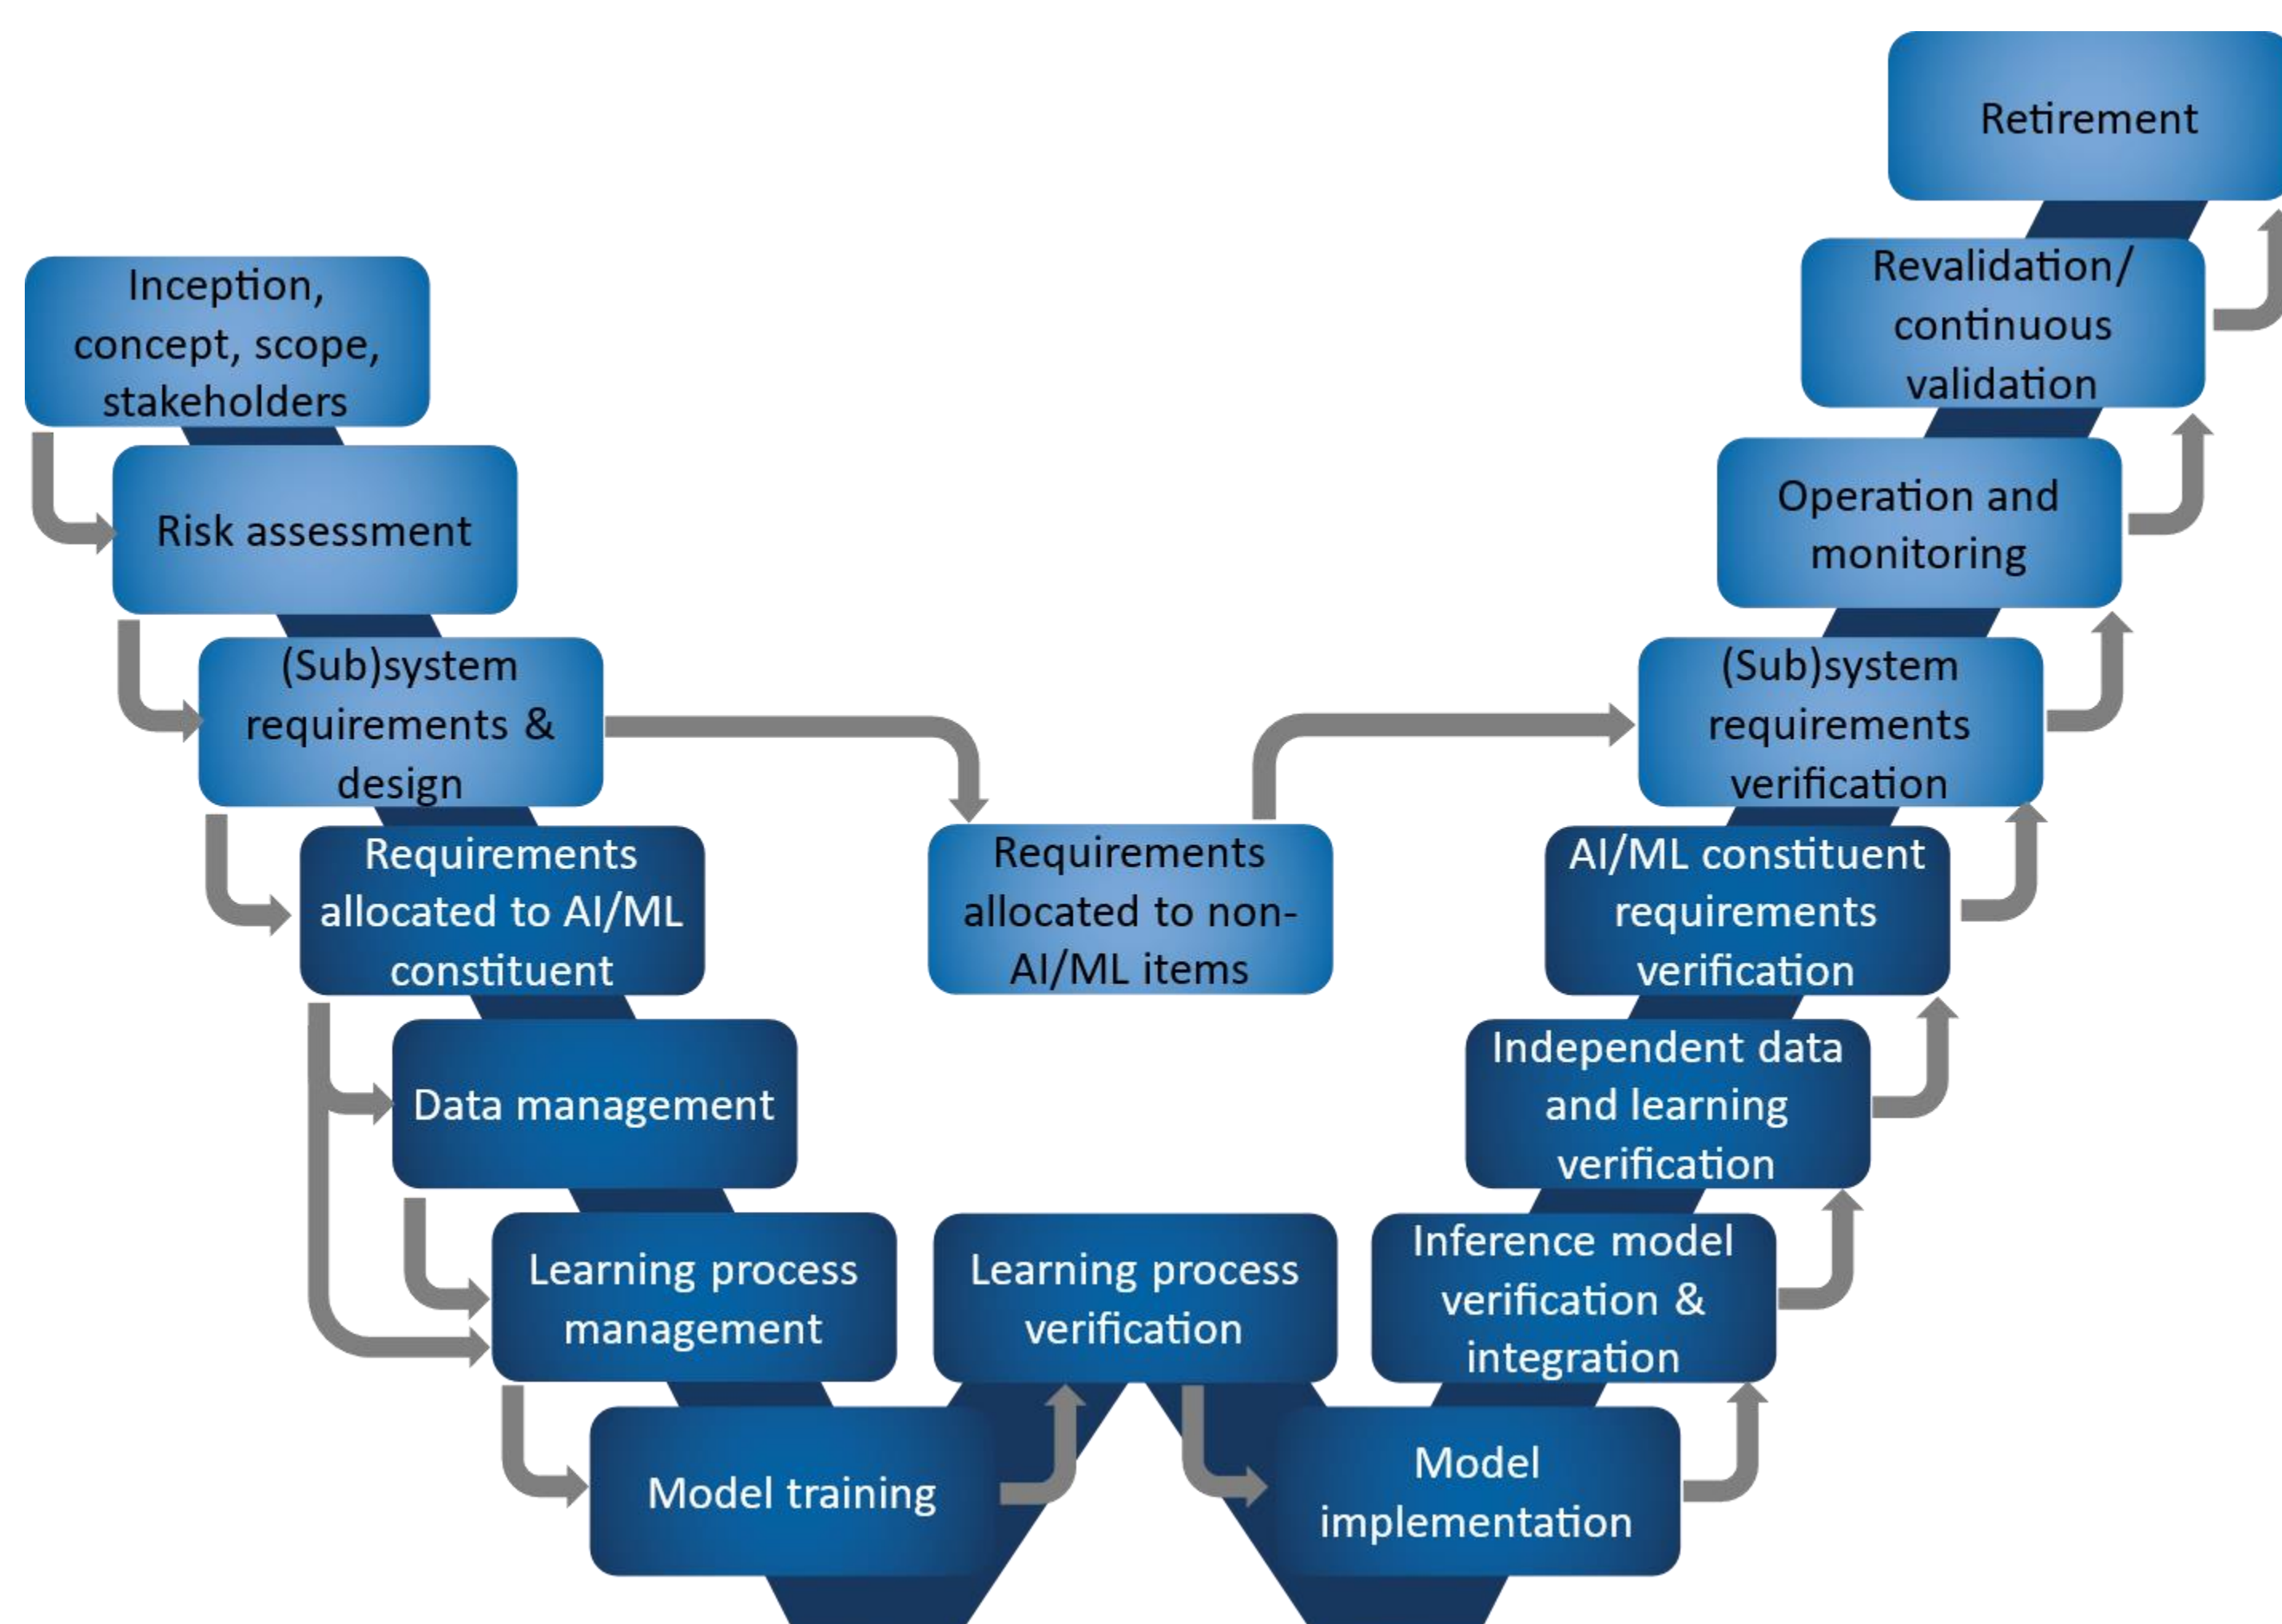 Retirement
Inception,
concept, scope,
stakeholders
Revalidation/
continuous
validation
Risk assessment
Operation and
monitoring
(Sub)system
requirements &
design
(Sub)system
requirements
verification
Requirements
allocated to AI/ML
constituent
Requirements
allocated to non-
AI/ML items
AI/ML constituent
requirements
verification
Data management
Independent data
and learning
verification
Learning process
management
Learning process
verification
Inference model
verification &
integration
Model training
Model
implementation